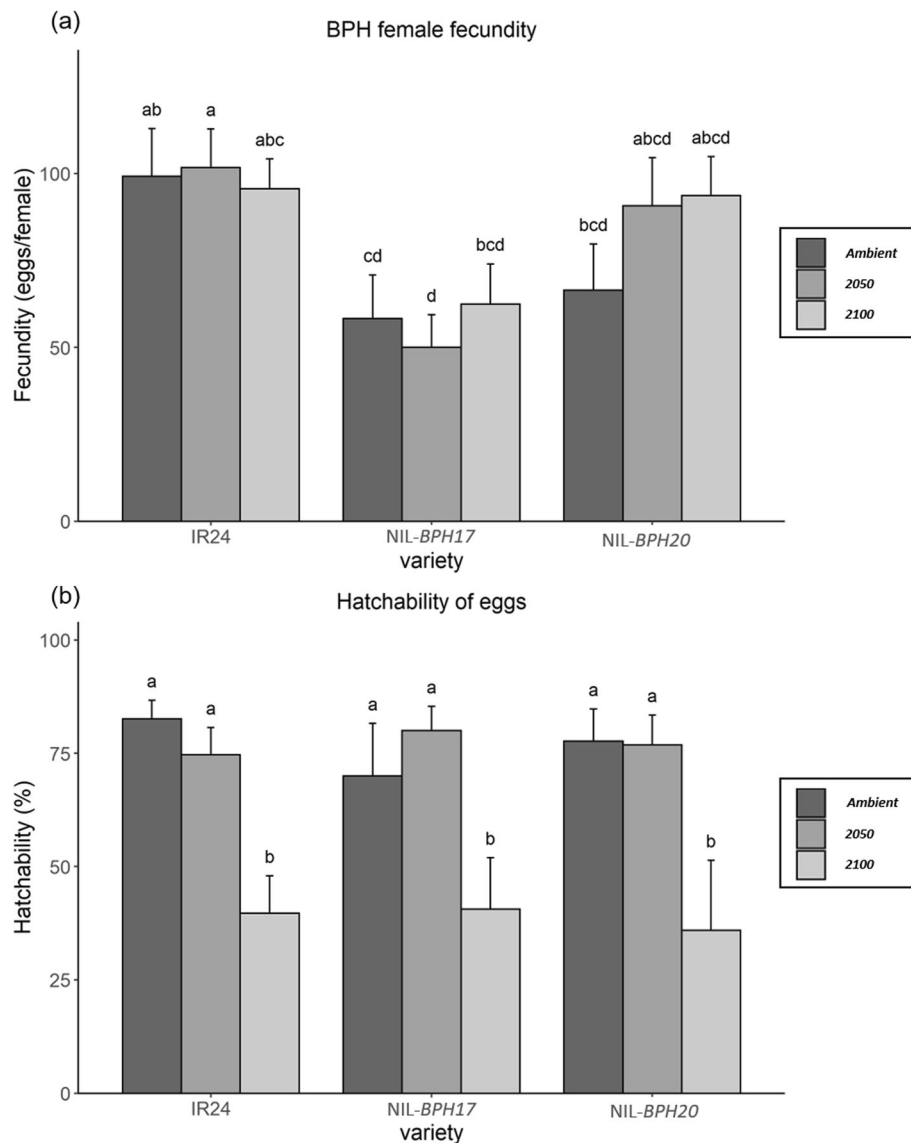 (a)
BPH female fecundity
Fecundity (eggs/female)
100
50
0
ab a abc
cd d bcd
bcd abcd abcd
IR24 NIL-BPH17 NIL-BPH20
variety
Ambient
2050
2100
(b)
Hatchability of eggs
Hatchability (%)
100
75
50
25
0
a a b
a a b
a a b
IR24 NIL-BPH17 NIL-BPH20
variety
Ambient
2050
2100